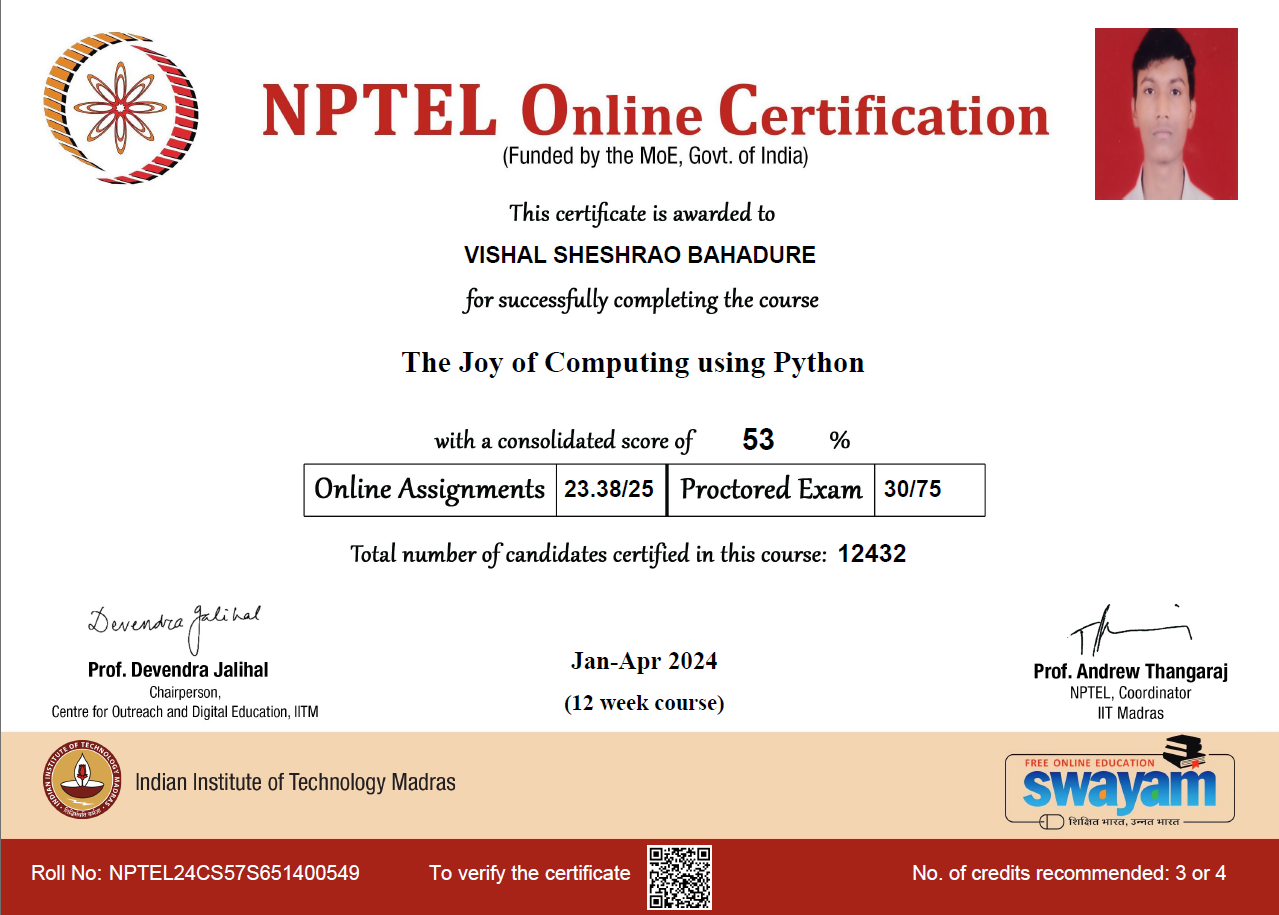 NPTEL Online Certification
(Funded by the MoE, Govt. of India)
This certificate is awarded to
VISHAL SHESHRAO BAHADURE
for successfully completing the course
The Joy of Computing using Python
with a consolidated score of 53 %
Online Assignments 23.38/25 Proctored Exam 30/75
Total number of candidates certified in this course: 12432
Devendra Jalihal
Prof. Devendra Jalihal
Chairperson,
Centre for Outreach and Digital Education, IITM
Jan-Apr 2024
(12 week course)
Prof. Andrew Thangaraj
NPTEL, Coordinator
IIT Madras
INDIAN INSTITUTE OF TECHNOLOGY MADRAS
Indian Institute of Technology Madras
FREE ONLINE EDUCATION
swayam
शिक्षित भारत, उन्नत भारत
Roll No: NPTEL24CS57S651400549
To verify the certificate
No. of credits recommended: 3 or 4